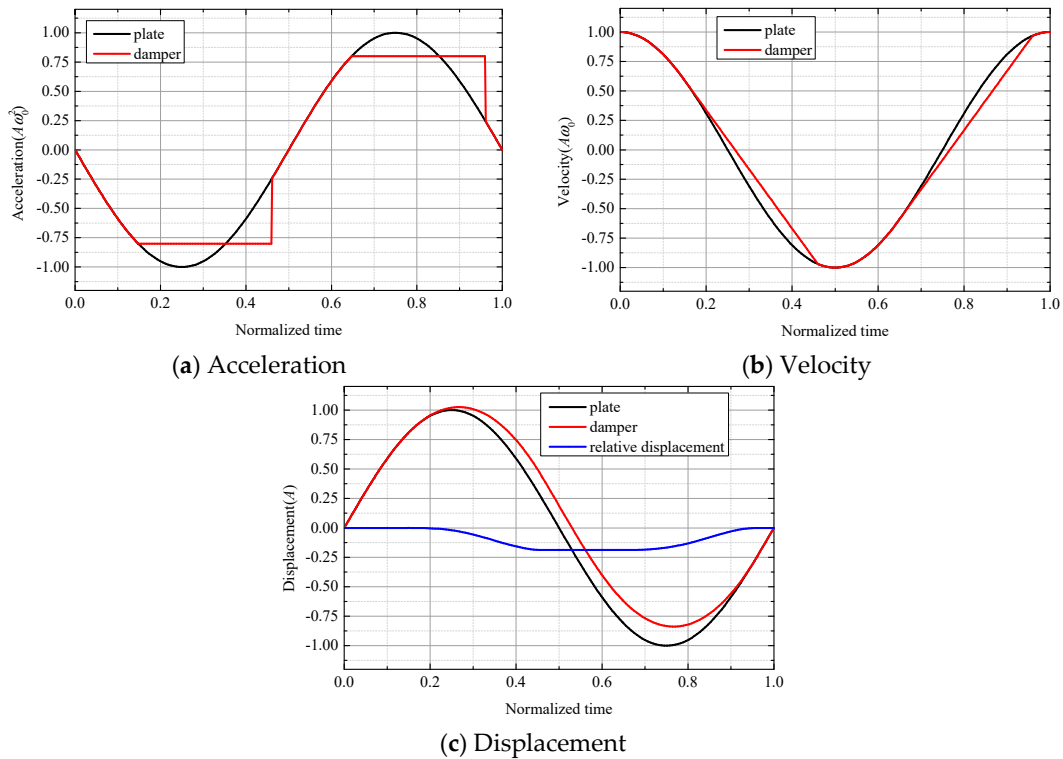 plate
damper
1.00
0.75
0.50
0.25
0.00
-0.25
-0.50
-0.75
-1.00
Acceleration(Aω₀²)
0.0 0.2 0.4 0.6 0.8 1.0
Normalized time
(a) Acceleration
plate
damper
1.00
0.75
0.50
0.25
0.00
-0.25
-0.50
-0.75
-1.00
Velocity(Aω₀)
0.0 0.2 0.4 0.6 0.8 1.0
Normalized time
(b) Velocity
plate
damper
relative displacement
1.00
0.75
0.50
0.25
0.00
-0.25
-0.50
-0.75
-1.00
Displacement(A)
0.0 0.2 0.4 0.6 0.8 1.0
Normalized time
(c) Displacement